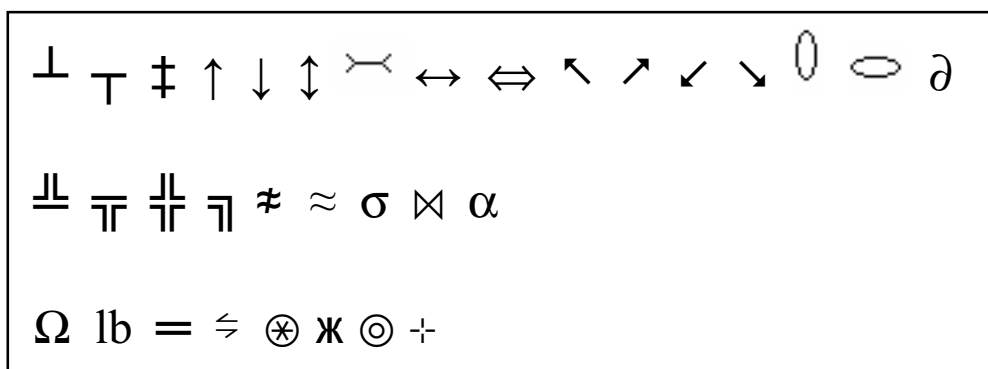 ┴ ┬ ‡ ↑ ↓ ↕ ↔ ⇔ ↖ ↗ ↙ ↘ ⬯ ⬭ ∂
╩ ╦ ╬ ╗ ≉ ≈ σ ⋈ α
Ω lb = ⇋ ⊛ ж ◎ ⊹